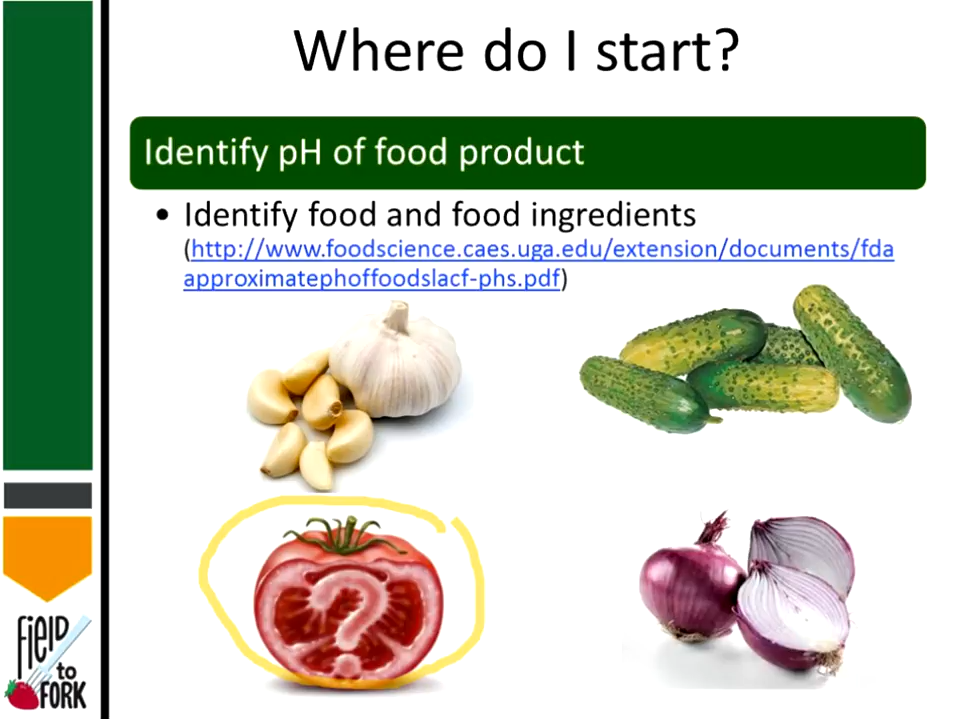 Where do I start?
Identify pH of food product
• Identify food and food ingredients
(http://www.foodscience.caes.uga.edu/extension/documents/fda
approximatephoffoodslacf-phs.pdf)
?
FiElD
to
FORK